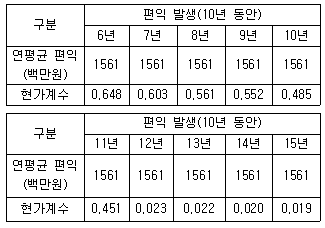 구분 편익 발생(10년 동안)
6년 7년 8년 9년 10년
연평균 편익
(백만원) 1561 1561 1561 1561 1561
현가계수 0,648 0,603 0,561 0,552 0,485
구분 편익 발생(10년 동안)
11년 12년 13년 14년 15년
연평균 편익
(백만원) 1561 1561 1561 1561 1561
현가계수 0,451 0,023 0,022 0,020 0,019